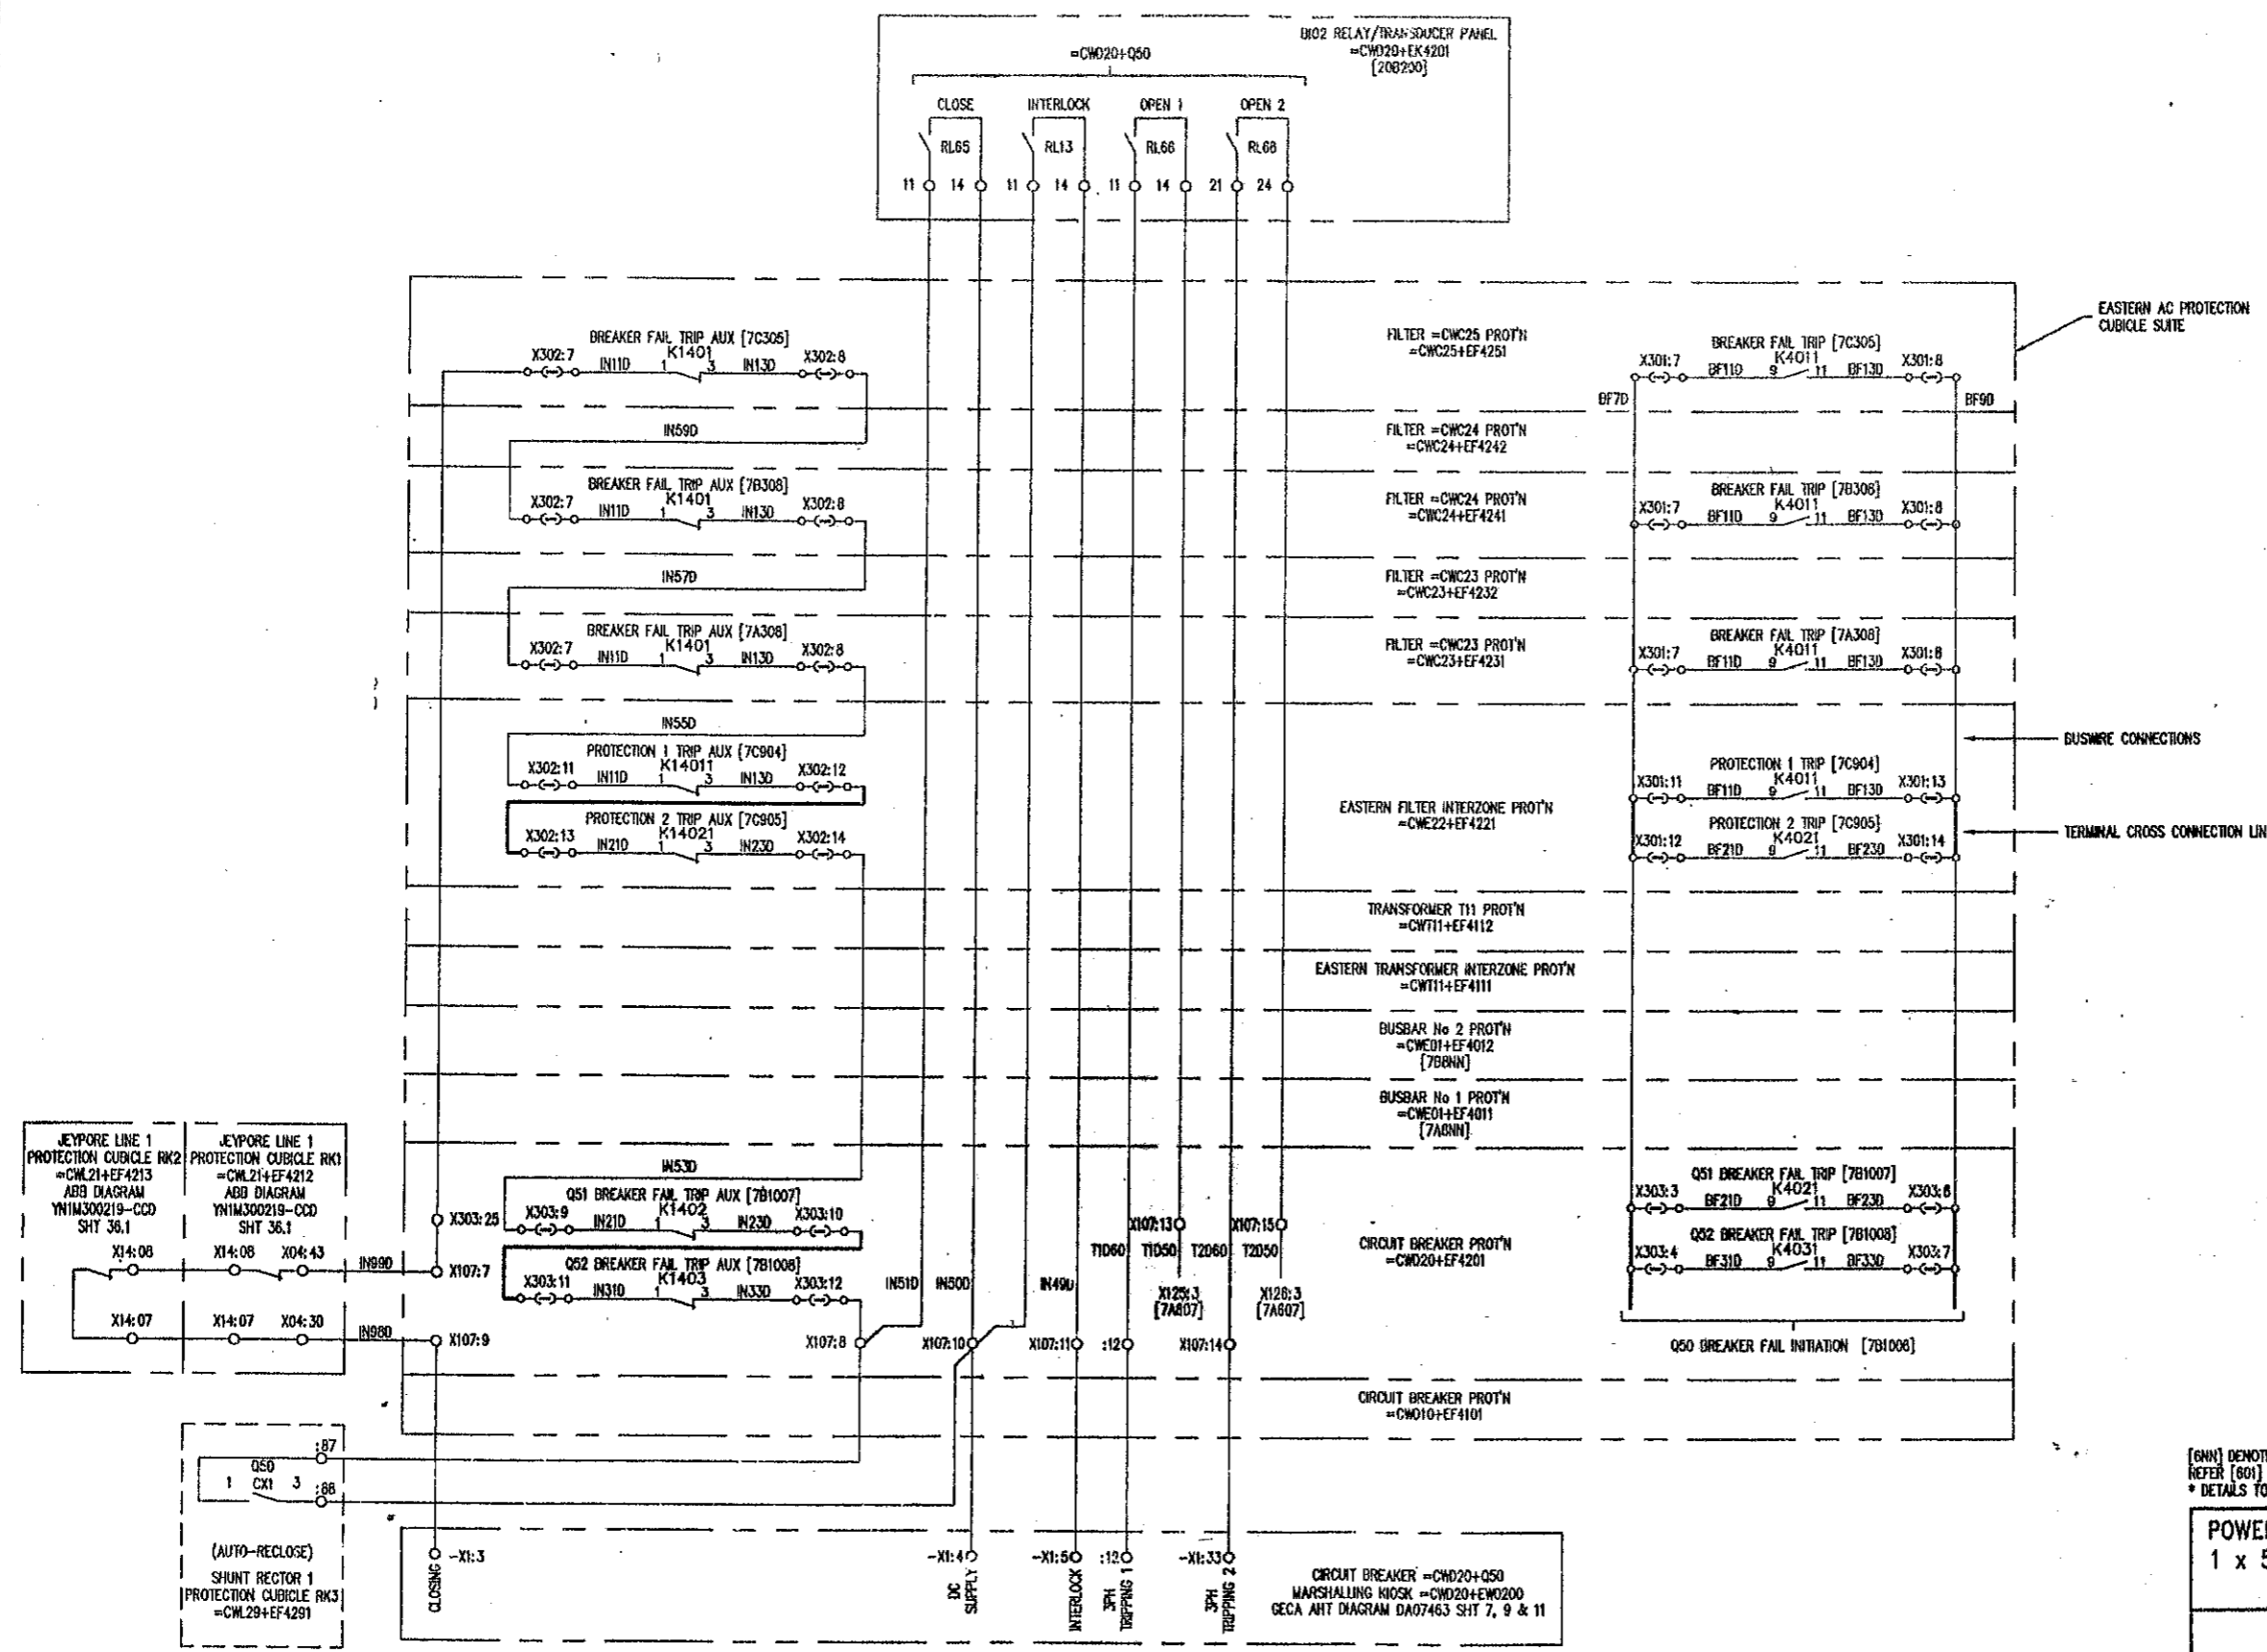 BI02 RELAY/TRANSDUCER PANEL
=CWD20+EK4201
[20B200]
=CWD20+Q50
CLOSE
INTERLOCK
OPEN 1
OPEN 2
RL65
RL13
RL66
RL68
11 14 11 14 11 14 21 24
EASTERN AC PROTECTION
CUBICLE SUITE
BREAKER FAIL TRIP AUX [7C305]
X302:7 IN11D 1 K1401 3 IN13D X302:8
FILTER =CWC25 PROT'N
=CWC25+EF4251
BREAKER FAIL TRIP [7C305]
X301:7 BF11D 9 K4011 11 BF13D X301:8
BF7D
BF9D
IN59D
FILTER =CWC24 PROT'N
=CWC24+EF4242
BREAKER FAIL TRIP AUX [7B308]
X302:7 IN11D 1 K1401 3 IN13D X302:8
FILTER =CWC24 PROT'N
=CWC24+EF4241
BREAKER FAIL TRIP [7B308]
X301:7 BF11D 9 K4011 11 BF13D X301:8
IN57D
FILTER =CWC23 PROT'N
=CWC23+EF4232
BREAKER FAIL TRIP AUX [7A308]
X302:7 IN11D 1 K1401 3 IN13D X302:8
FILTER =CWC23 PROT'N
=CWC23+EF4231
BREAKER FAIL TRIP [7A308]
X301:7 BF11D 9 K4011 11 BF13D X301:8
IN55D
BUSWIRE CONNECTIONS
PROTECTION 1 TRIP AUX [7C904]
X302:11 IN11D 1 K14011 3 IN13D X302:12
PROTECTION 2 TRIP AUX [7C905]
X302:13 IN21D 1 K14021 3 IN23D X302:14
EASTERN FILTER INTERZONE PROT'N
=CWE22+EF4221
PROTECTION 1 TRIP [7C904]
X301:11 BF11D 9 K4011 11 BF13D X301:13
PROTECTION 2 TRIP [7C905]
X301:12 BF21D 9 K4021 11 BF23D X301:14
TERMINAL CROSS CONNECTION LIN
TRANSFORMER T11 PROT'N
=CWT11+EF4112
EASTERN TRANSFORMER INTERZONE PROT'N
=CWT11+EF4111
BUSBAR No 2 PROT'N
=CWE01+EF4012
[7B8NN]
BUSBAR No 1 PROT'N
=CWE01+EF4011
[7A8NN]
JEYPORE LINE 1
PROTECTION CUBICLE RK2
=CWL21+EF4213
ABB DIAGRAM
YN1M300219-CCD
SHT 36.1
X14:08
X14:07
JEYPORE LINE 1
PROTECTION CUBICLE RK1
=CWL21+EF4212
ABB DIAGRAM
YN1M300219-CCD
SHT 36.1
X14:08 X04:43
X14:07 X04:30
IN99D
IN98D
X303:25
X107:7
X107:9
IN53D
Q51 BREAKER FAIL TRIP AUX [7B1007]
X303:9 IN21D 1 K1402 3 IN23D X303:10
Q52 BREAKER FAIL TRIP AUX [7B1008]
X303:11 IN31D 1 K1403 3 IN33D X303:12
IN51D
IN50D
IN49D
X107:13
X107:15
T1D60
T1D50
T2D60
T2D50
X125:3
[7A607]
X126:3
[7A607]
X107:8
X107:10
X107:11
:12
X107:14
CIRCUIT BREAKER PROT'N
=CWD20+EF4201
Q51 BREAKER FAIL TRIP [7B1007]
X303:3 BF21D 9 K4021 11 BF23D X303:6
Q52 BREAKER FAIL TRIP [7B1008]
X303:4 BF31D 9 K4031 11 BF33D X303:7
Q50 BREAKER FAIL INITIATION [7B1006]
CIRCUIT BREAKER PROT'N
=CWD10+EF4101
:87
Q50
1 CX1 3
:88
(AUTO-RECLOSE)
SHUNT RECTOR 1
PROTECTION CUBICLE RK3
=CWL29+EF4291
CLOSING
-X1:3
DC
SUPPLY
-X1:4
INTERLOCK
-X1:5
3PH
TRIPPING 1
:12
3PH
TRIPPING 2
-X1:33
CIRCUIT BREAKER =CWD20+Q50
MARSHALLING KIOSK =CWD20+EWD200
GECA AHT DIAGRAM DA07463 SHT 7, 9 & 11
[6NN] DENOT
REFER [601]
* DETAILS TO
POWE
1 x 5